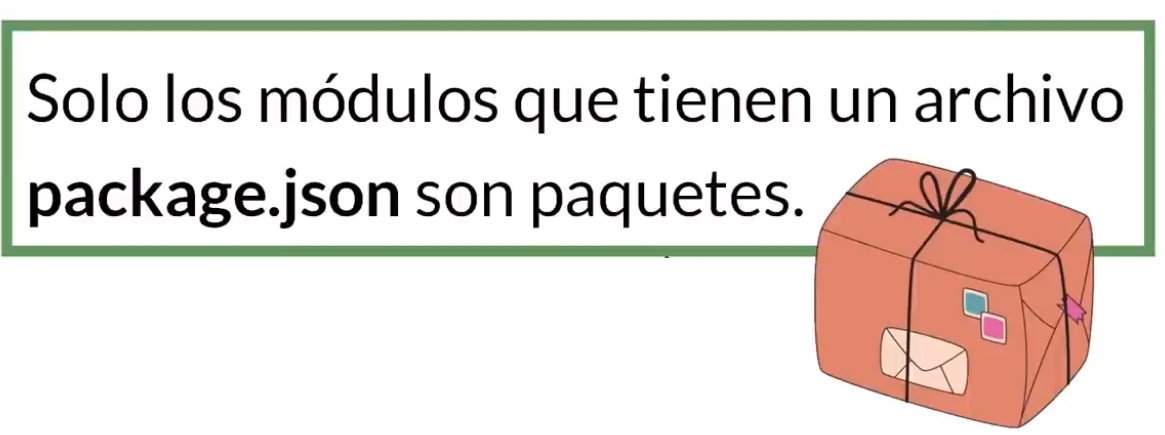 Solo los módulos que tienen un archivo
package.json son paquetes.